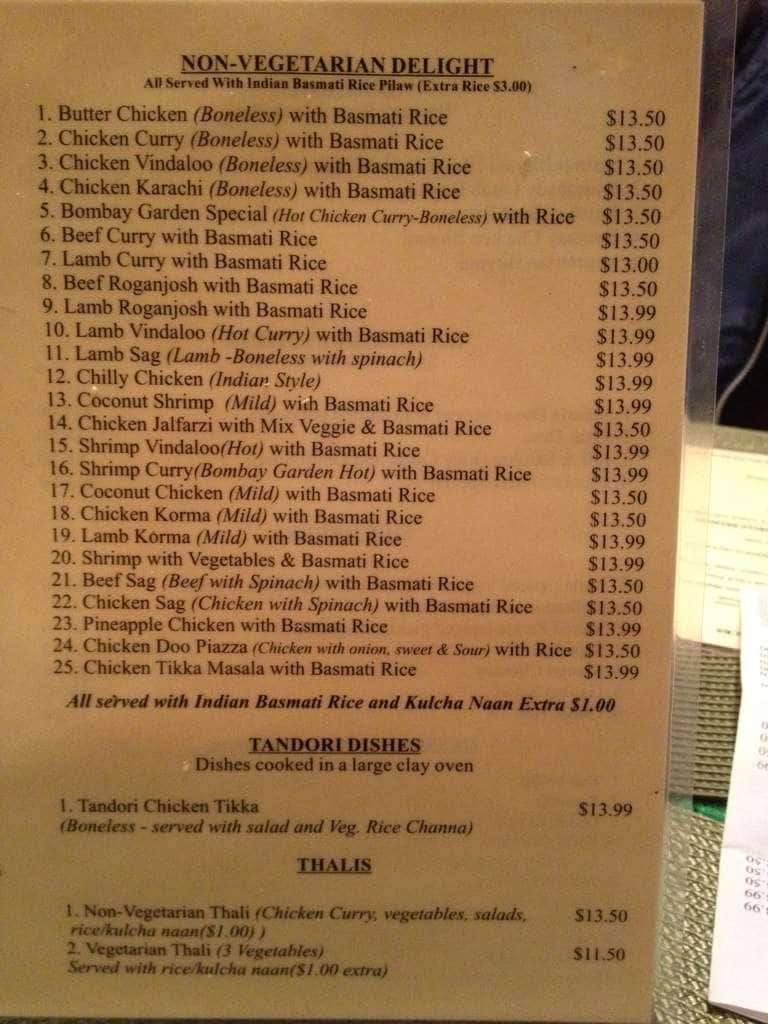 NON-VEGETARIAN DELIGHT
All Served With Indian Basmati Rice Pilaw (Extra Rice $3.00)
1. Butter Chicken (Boneless) with Basmati Rice $13.50
2. Chicken Curry (Boneless) with Basmati Rice $13.50
3. Chicken Vindaloo (Boneless) with Basmati Rice $13.50
4. Chicken Karachi (Boneless) with Basmati Rice $13.50
5. Bombay Garden Special (Hot Chicken Curry-Boneless) with Rice $13.50
6. Beef Curry with Basmati Rice $13.50
7. Lamb Curry with Basmati Rice $13.00
8. Beef Roganjosh with Basmati Rice $13.50
9. Lamb Roganjosh with Basmati Rice $13.99
10. Lamb Vindaloo (Hot Curry) with Basmati Rice $13.99
11. Lamb Sag (Lamb -Boneless with spinach) $13.99
12. Chilly Chicken (Indian Style) $13.99
13. Coconut Shrimp (Mild) with Basmati Rice $13.99
14. Chicken Jalfarzi with Mix Veggie & Basmati Rice $13.50
15. Shrimp Vindaloo(Hot) with Basmati Rice $13.99
16. Shrimp Curry(Bombay Garden Hot) with Basmati Rice $13.99
17. Coconut Chicken (Mild) with Basmati Rice $13.50
18. Chicken Korma (Mild) with Basmati Rice $13.50
19. Lamb Korma (Mild) with Basmati Rice $13.99
20. Shrimp with Vegetables & Basmati Rice $13.99
21. Beef Sag (Beef with Spinach) with Basmati Rice $13.50
22. Chicken Sag (Chicken with Spinach) with Basmati Rice $13.50
23. Pineapple Chicken with Basmati Rice $13.99
24. Chicken Doo Piazza (Chicken with onion, sweet & Sour) with Rice $13.50
25. Chicken Tikka Masala with Basmati Rice $13.99
All served with Indian Basmati Rice and Kulcha Naan Extra $1.00
TANDORI DISHES
Dishes cooked in a large clay oven
1. Tandori Chicken Tikka $13.99
(Boneless - served with salad and Veg. Rice Channa)
THALIS
1. Non-Vegetarian Thali (Chicken Curry, vegetables, salads, $13.50
rice/kulcha naan($1.00) )
2. Vegetarian Thali (3 Vegetables) $11.50
Served with rice/kulcha naan($1.00 extra)